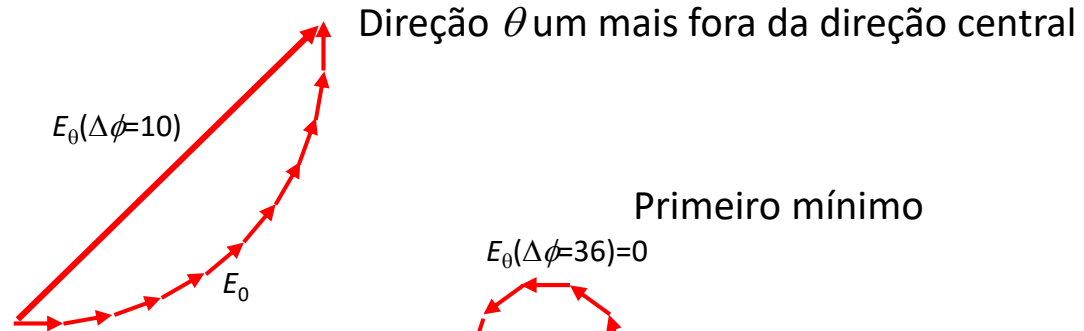 Direção θ um mais fora da direção central
E_θ(Δϕ=10)
Primeiro mínimo
E_θ(Δϕ=36)=0
E_0